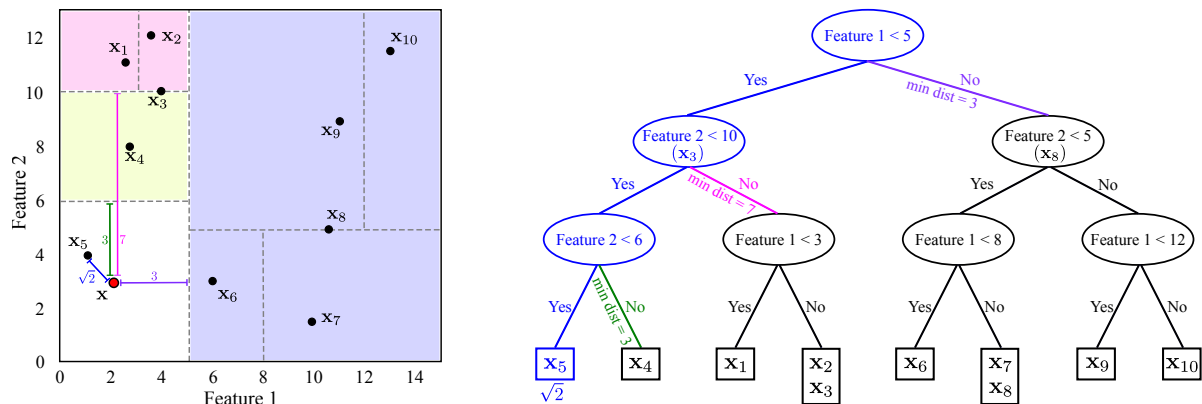 12
10
8
6
4
2
0
Feature 2
0
2
4
6
8
10
12
14
Feature 1
x₁
x₂
x₃
x₄
x₅
x₆
x₇
x₈
x₉
x₁₀
x
√2
3
7
3
Feature 1 < 5
Yes
No
min dist = 3
Feature 2 < 10
(x₃)
Feature 2 < 5
(x₈)
Yes
No
min dist = 7
Yes
No
Feature 2 < 6
Feature 1 < 3
Feature 1 < 8
Feature 1 < 12
Yes
No
min dist = 3
Yes
No
Yes
No
Yes
No
x₅
√2
x₄
x₁
x₂
x₃
x₆
x₇
x₈
x₉
x₁₀